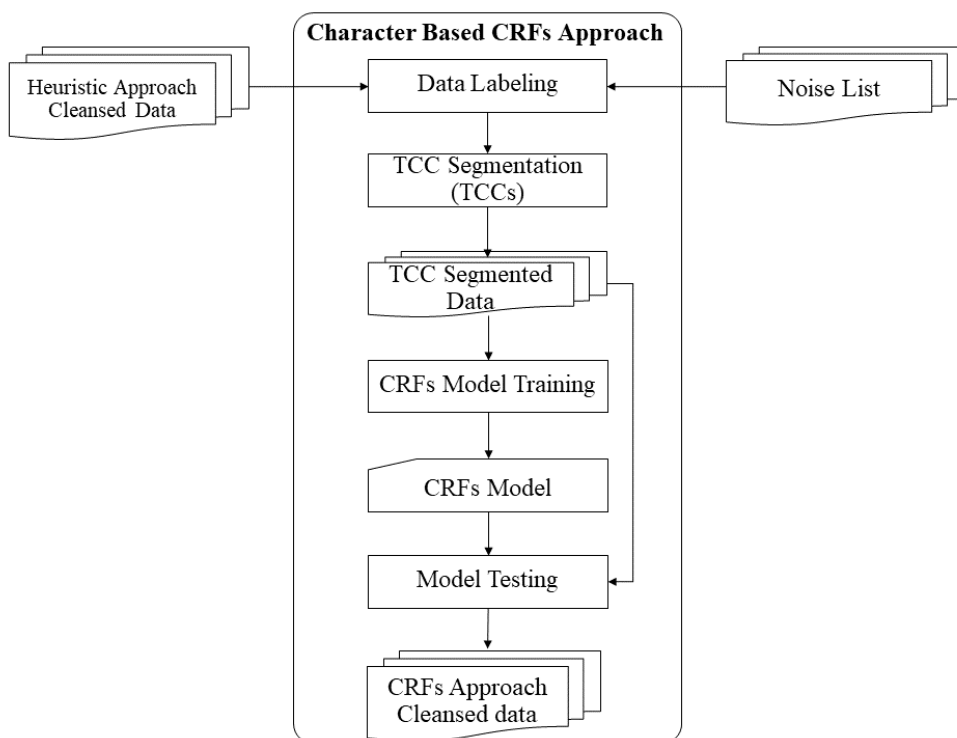 Character Based CRFs Approach
Heuristic Approach
Cleansed Data
Data Labeling
Noise List
TCC Segmentation
(TCCs)
TCC Segmented
Data
CRFs Model Training
CRFs Model
Model Testing
CRFs Approach
Cleansed data